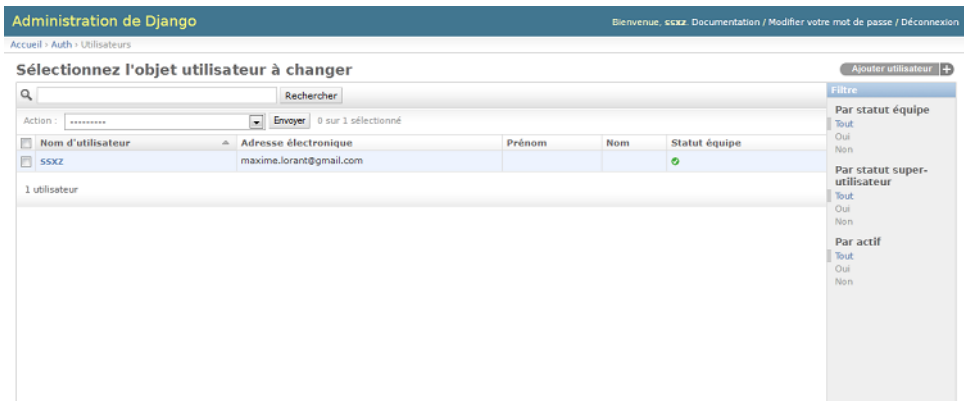 Administration de Django
Bienvenue, ssxz. Documentation / Modifier votre mot de passe / Déconnexion
Accueil › Auth › Utilisateurs
Sélectionnez l'objet utilisateur à changer
Ajouter utilisateur +
Rechercher
Action : --------- Envoyer 0 sur 1 sélectionné
Nom d'utilisateur Adresse électronique Prénom Nom Statut équipe
ssxz maxime.lorant@gmail.com
1 utilisateur
Filtre
Par statut équipe
Tout
Oui
Non
Par statut super-
utilisateur
Tout
Oui
Non
Par actif
Tout
Oui
Non